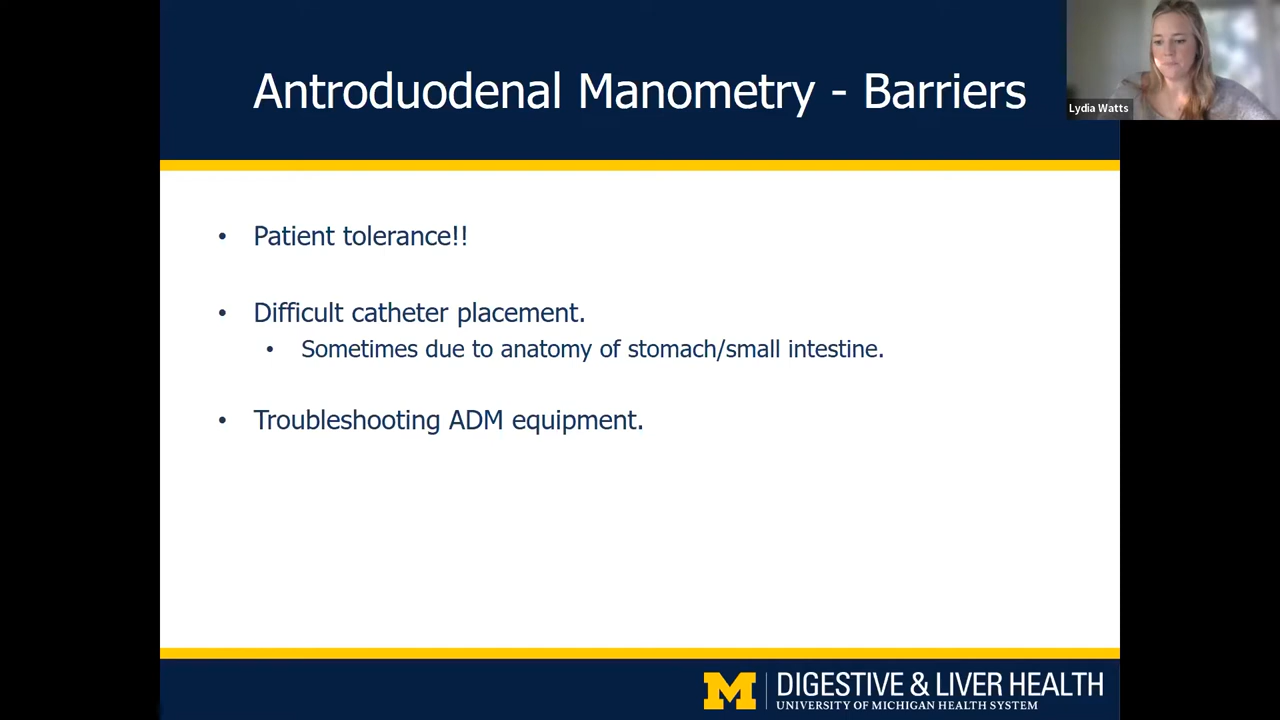 Antroduodenal Manometry - Barriers
Lydia Watts
• Patient tolerance!!
• Difficult catheter placement.
• Sometimes due to anatomy of stomach/small intestine.
• Troubleshooting ADM equipment.
M DIGESTIVE & LIVER HEALTH
UNIVERSITY OF MICHIGAN HEALTH SYSTEM